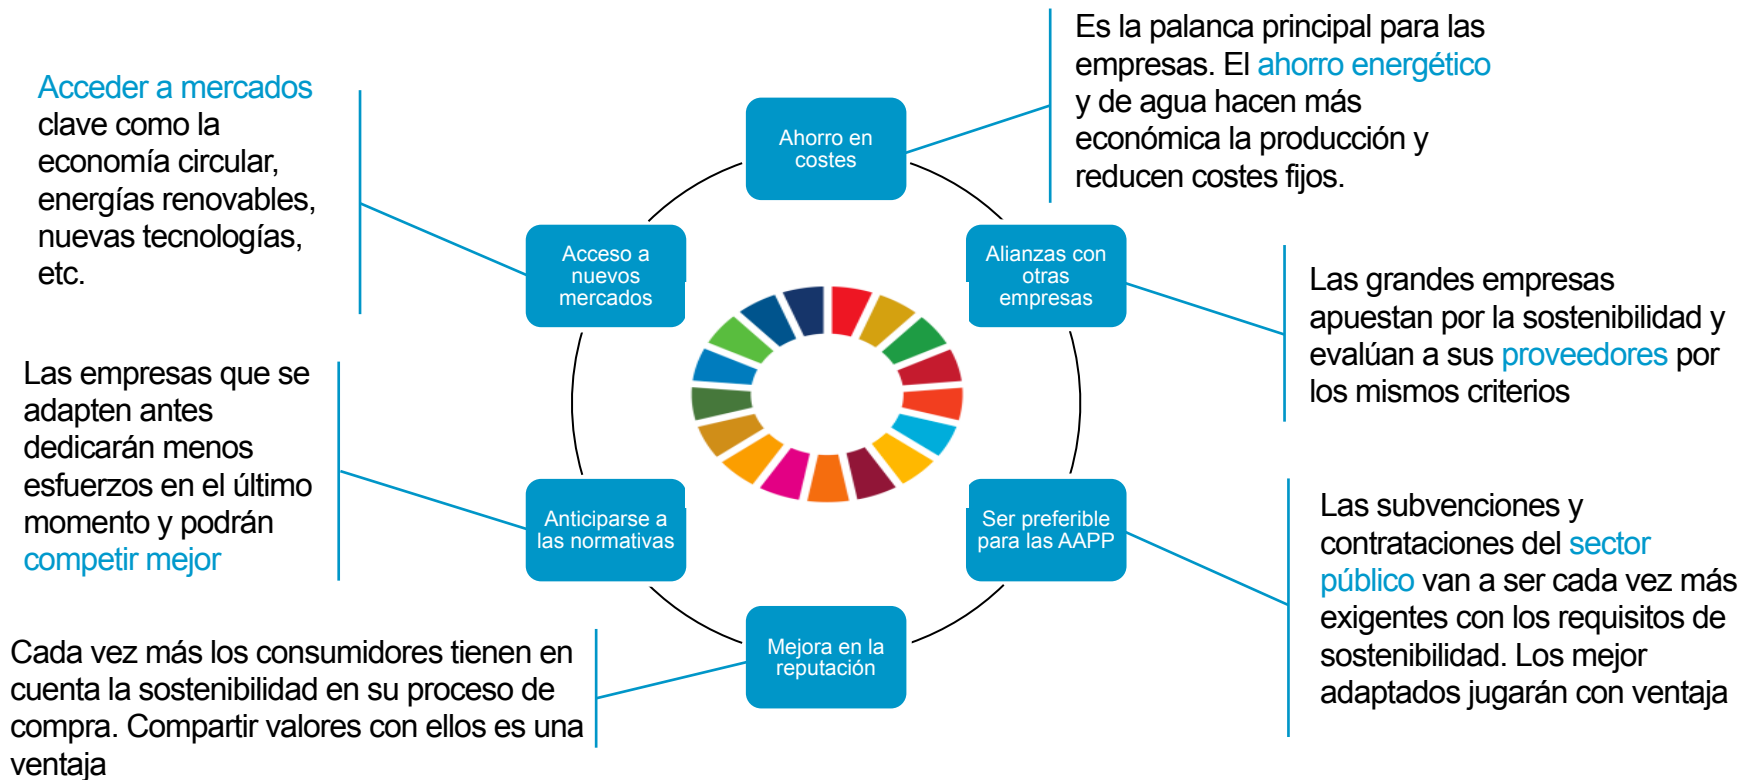 Es la palanca principal para las
empresas. El ahorro energético
y de agua hacen más
económica la producción y
reducen costes fijos.
Acceder a mercados
clave como la
economía circular,
energías renovables,
nuevas tecnologías,
etc.
Ahorro en
costes
Acceso a
nuevos
mercados
Alianzas con
otras
empresas
Las grandes empresas
apuestan por la sostenibilidad y
evalúan a sus proveedores por
los mismos criterios
Las empresas que se
adapten antes
dedicarán menos
esfuerzos en el último
momento y podrán
competir mejor
Anticiparse a
las normativas
Ser preferible
para las AAPP
Las subvenciones y
contrataciones del sector
público van a ser cada vez más
exigentes con los requisitos de
sostenibilidad. Los mejor
adaptados jugarán con ventaja
Mejora en la
reputación
Cada vez más los consumidores tienen en
cuenta la sostenibilidad en su proceso de
compra. Compartir valores con ellos es una
ventaja